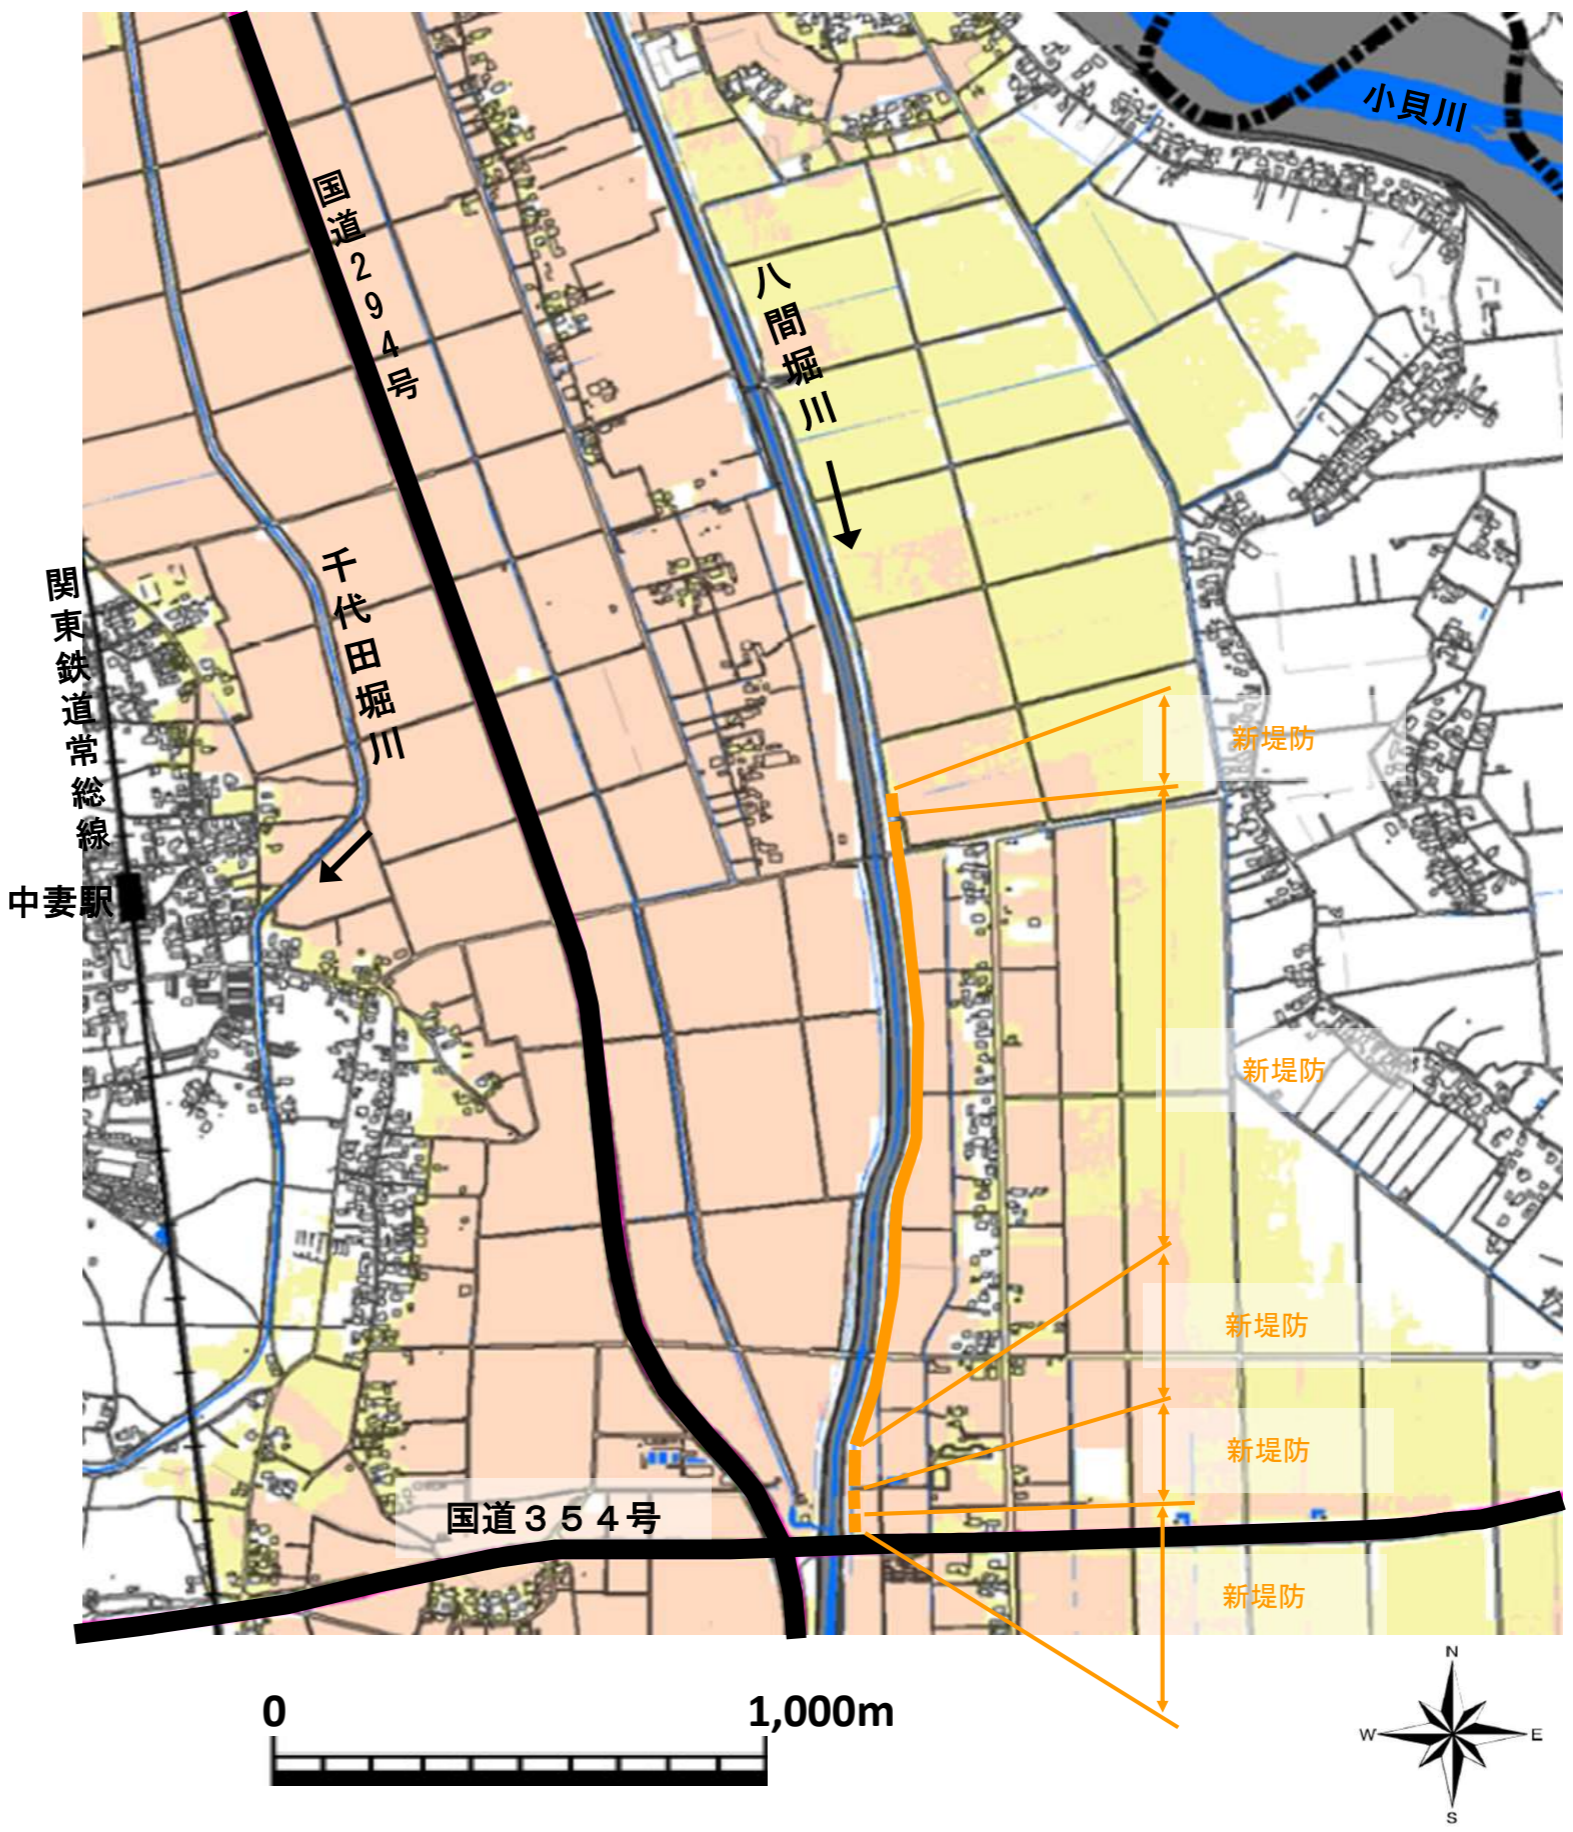 小貝川
国道294号
八間堀川
千代田堀川
関東鉄道常総線
中妻駅
新堤防
新堤防
新堤防
新堤防
国道354号
新堤防
0 1,000m
N
W E
S